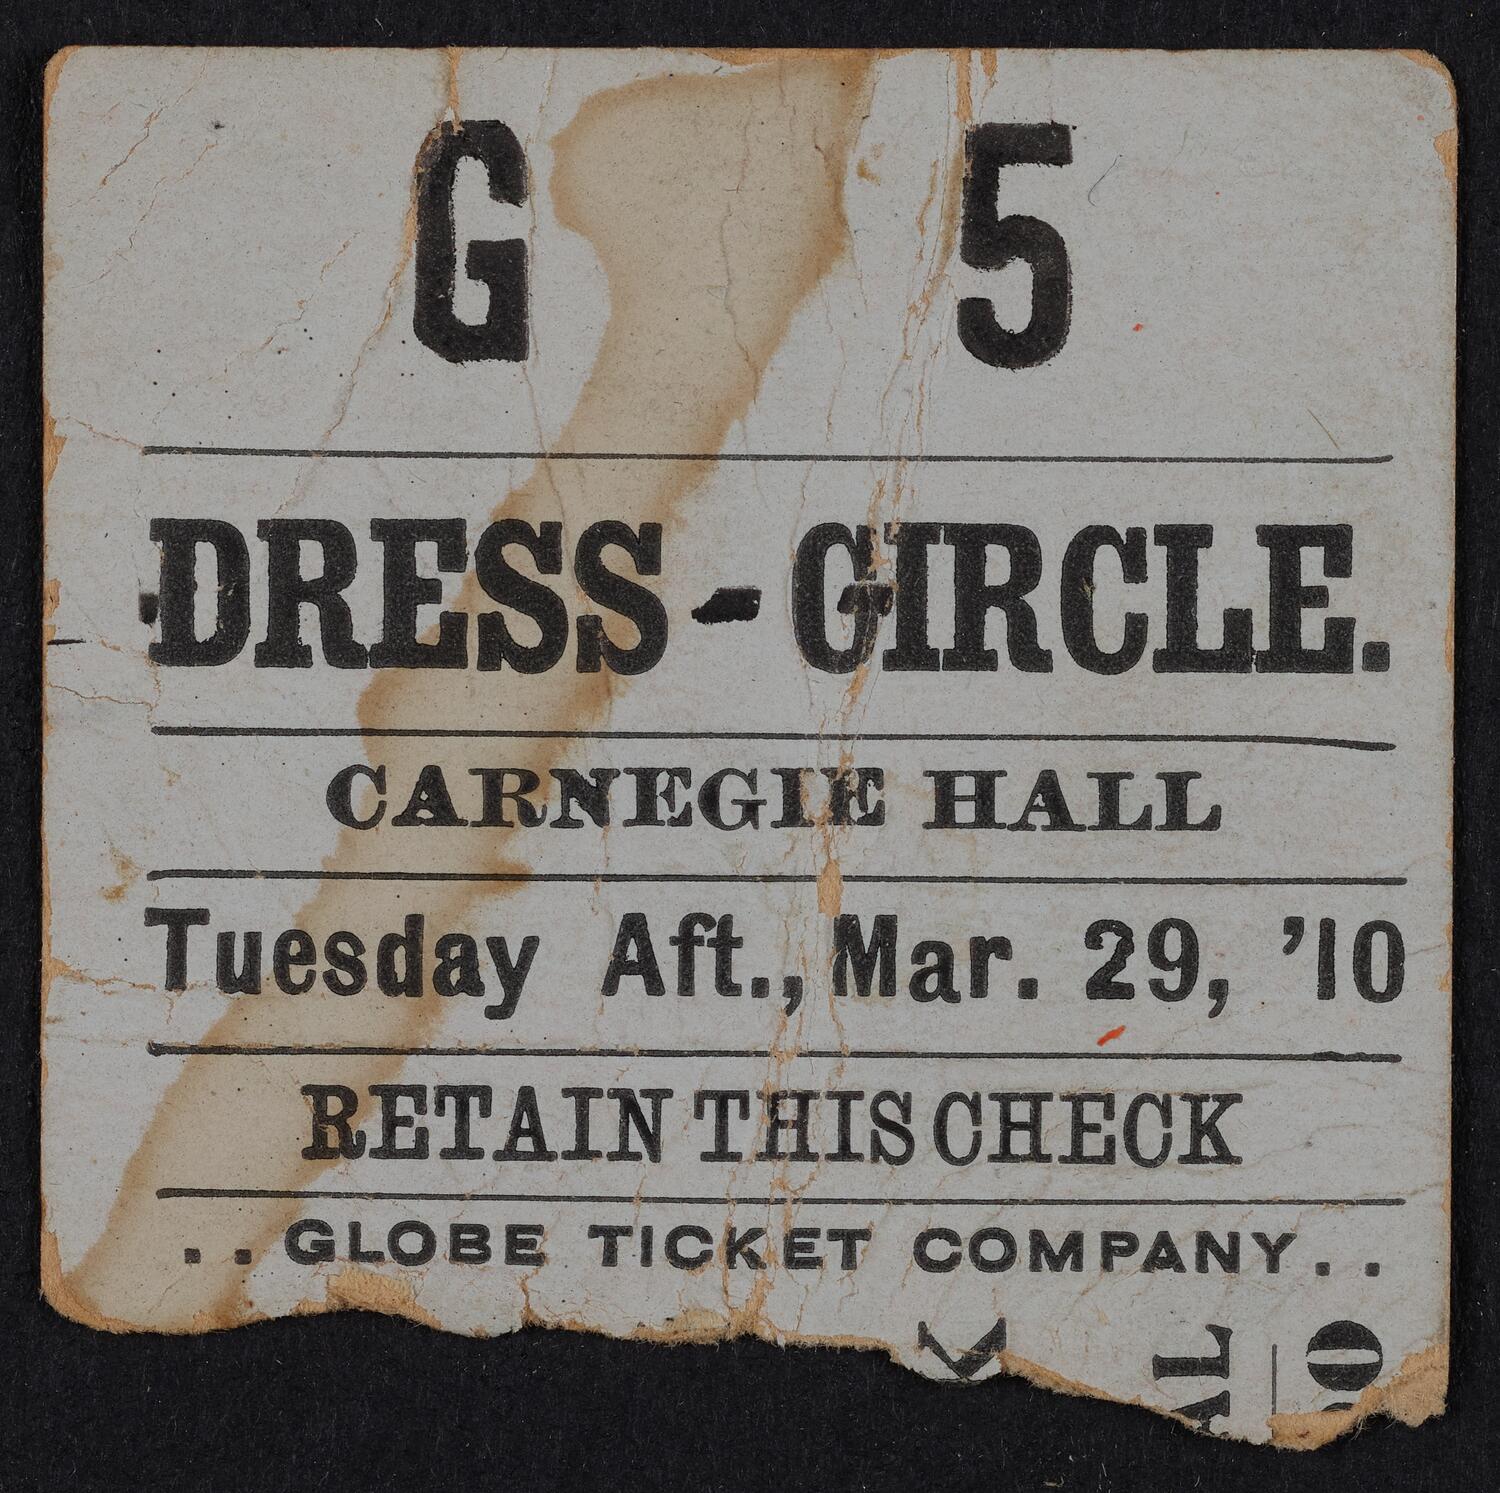 G 5
DRESS-CIRCLE.
CARNEGIE HALL
Tuesday Aft., Mar. 29, '10
RETAIN THIS CHECK
..GLOBE TICKET COMPANY..